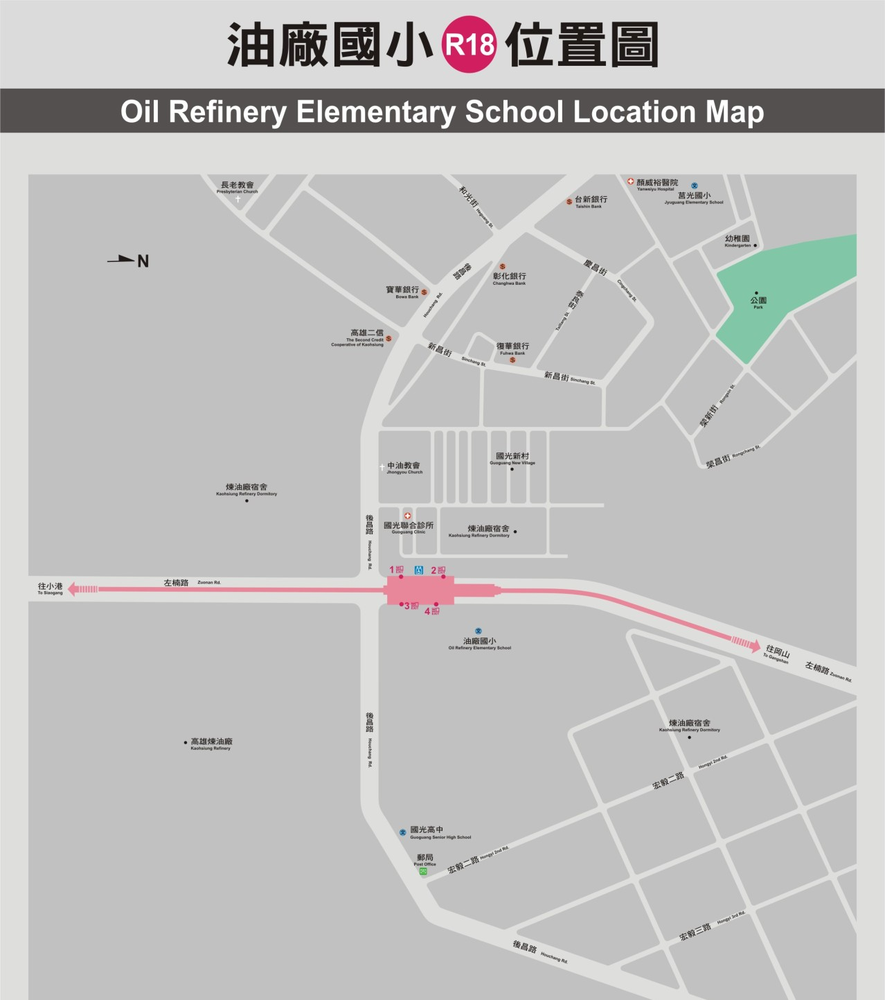 油廠國小 R18 位置圖
Oil Refinery Elementary School Location Map
長老教會
Presbyterian Church
和光街 Heguang St.
台新銀行
Taishin Bank
顏威裕醫院
Yanweiyu Hospital
莒光國小
Jyuguang Elementary School
幼稚園
Kindergarten
N
後昌路 Houchang Rd.
彰化銀行
Changhwa Bank
慶昌街 Cingchang St.
寶華銀行
Bowa Bank
泰良街 Tailiang St.
公園
Park
高雄二信
The Second Credit
Cooperative of Kaohsiung
新昌街 Sinchang St.
復華銀行
Fuhwa Bank
新昌街 Sinchang St.
榮新街 Rongsin St.
榮昌街 Rongchang St.
中油教會
Jhongyou Church
國光新村
Guoguang New Village
煉油廠宿舍
Kaohsiung Refinery Dormitory
後昌路 Houchang Rd.
國光聯合診所
Guoguang Clinic
煉油廠宿舍
Kaohsiung Refinery Dormitory
1
2
3
4
往小港
To Siaogang
左楠路 Zuonan Rd.
油廠國小
Oil Refinery Elementary School
往岡山
To Gangshan
左楠路 Zuonan Rd.
後昌路 Houchang Rd.
高雄煉油廠
Kaohsiung Refinery
煉油廠宿舍
Kaohsiung Refinery Dormitory
宏毅二路 Hongyi 2nd Rd.
國光高中
Guoguang Senior High School
郵局
Post Office
宏毅二路 Hongyi 2nd Rd.
宏毅三路 Hongyi 3rd Rd.
後昌路 Houchang Rd.